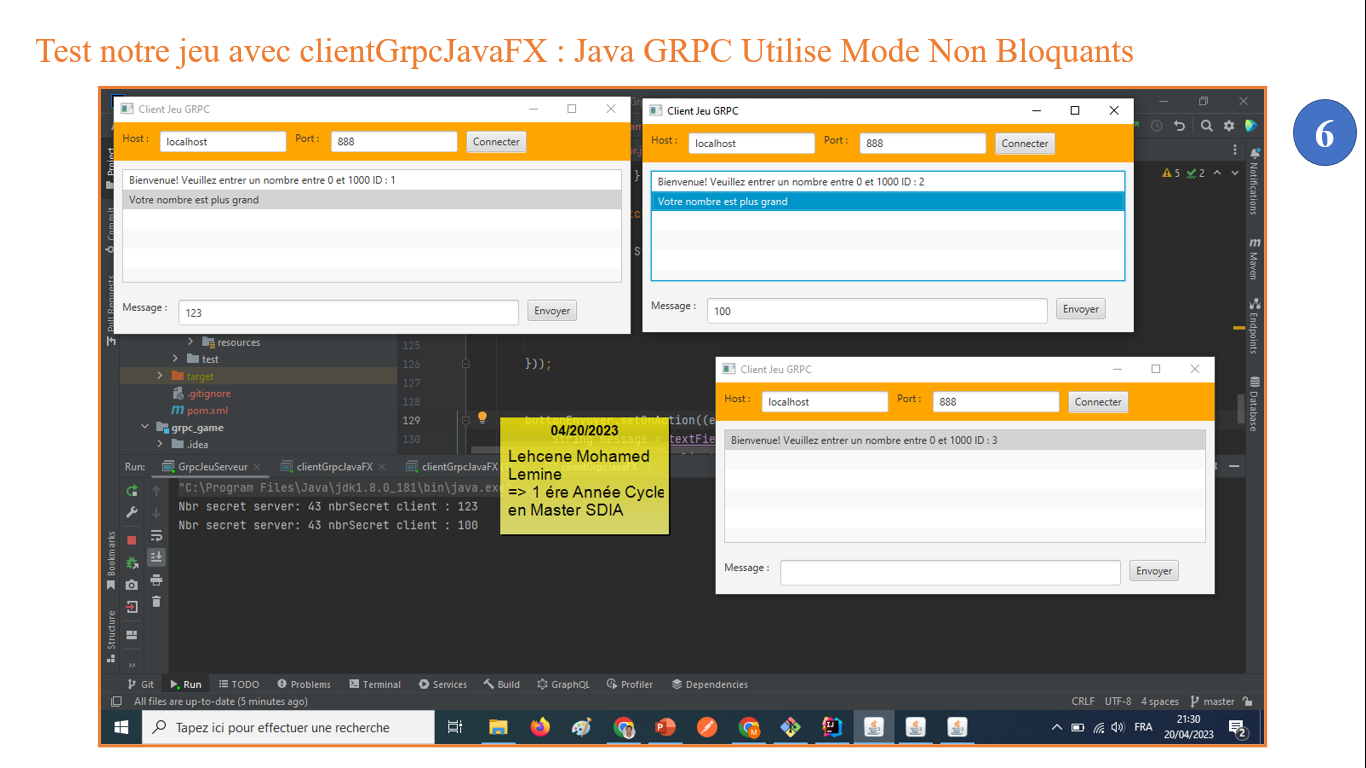 Test notre jeu avec clientGrpcJavaFX : Java GRPC Utilise Mode Non Bloquants
6
Client Jeu GRPC
Host :
localhost
Port :
888
Connecter
Bienvenue! Veuillez entrer un nombre entre 0 et 1000 ID : 1
Votre nombre est plus grand
Message :
123
Envoyer
Client Jeu GRPC
Host :
localhost
Port :
888
Connecter
Bienvenue! Veuillez entrer un nombre entre 0 et 1000 ID : 2
Votre nombre est plus grand
Message :
100
Envoyer
Client Jeu GRPC
Host :
localhost
Port :
888
Connecter
Bienvenue! Veuillez entrer un nombre entre 0 et 1000 ID : 3
Message :
Envoyer
5 2
Project
Commit
Pull Requests
Notifications
Maven
Endpoints
Database
resources
test
target
.gitignore
pom.xml
grpc_game
.idea
125
126 }));
127
128
129
130 String message = textFie
04/20/2023
Lehcene Mohamed
Lemine
=> 1 ére Année Cycle
en Master SDIA
Run: GrpcJeuServeur clientGrpcJavaFX clientGrpcJavaFX clientGrpcJavaFX
"C:\Program Files\Java\jdk1.8.0_181\bin\java.exe
Nbr secret server: 43 nbrSecret client : 123
Nbr secret server: 43 nbrSecret client : 100
Bookmarks
Structure
Git Run TODO Problems Terminal Services Build GraphQL Profiler Dependencies
All files are up-to-date (5 minutes ago)
CRLF UTF-8 4 spaces master
Tapez ici pour effectuer une recherche
FRA
21:30
20/04/2023
2